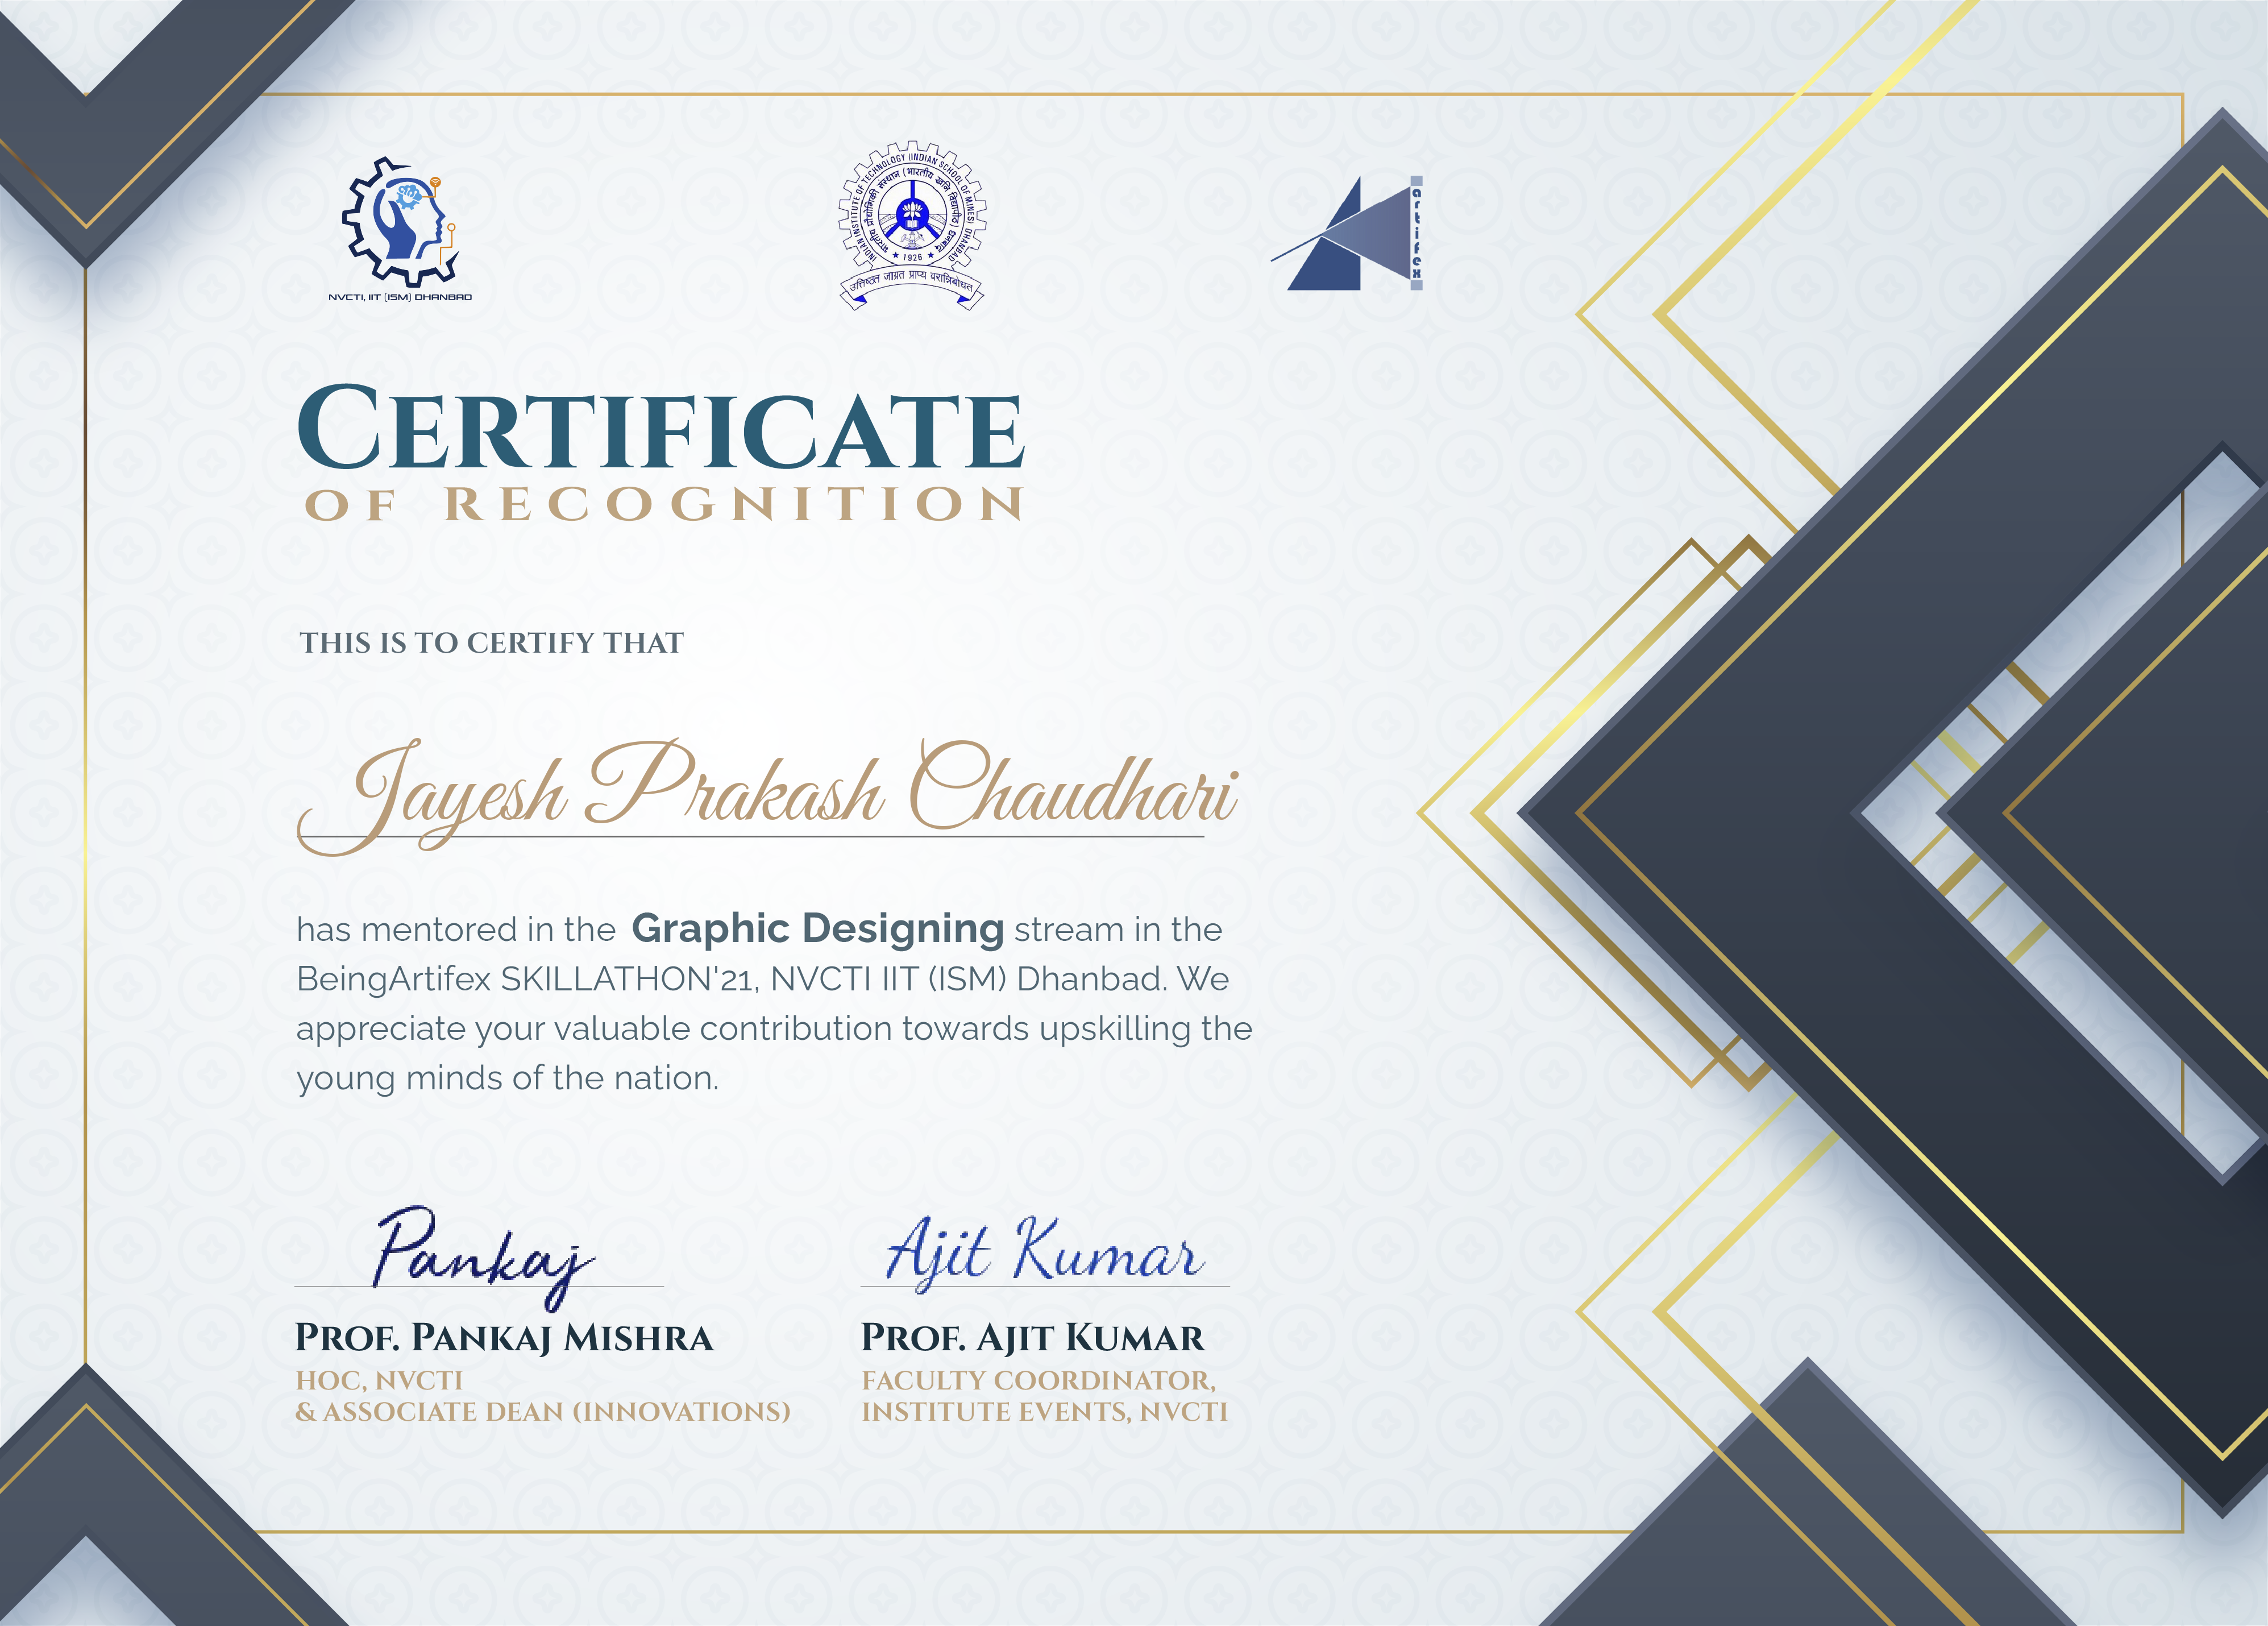 NVCTI, IIT (ISM) DHANBAD
INDIAN INSTITUTE OF TECHNOLOGY (INDIAN SCHOOL OF MINES) DHANBAD
भारतीय प्रौद्योगिकी संस्थान (भारतीय खनि विद्यापीठ) धनबाद
★ 1926 ★
उत्तिष्ठत जाग्रत प्राप्य वरान्निबोधत
artifex
CERTIFICATE
OF RECOGNITION
THIS IS TO CERTIFY THAT
Jayesh Prakash Chaudhari
has mentored in the Graphic Designing stream in the
BeingArtifex SKILLATHON'21, NVCTI IIT (ISM) Dhanbad. We
appreciate your valuable contribution towards upskilling the
young minds of the nation.
Pankaj
PROF. PANKAJ MISHRA
HOC, NVCTI
& ASSOCIATE DEAN (INNOVATIONS)
Ajit Kumar
PROF. AJIT KUMAR
FACULTY COORDINATOR,
INSTITUTE EVENTS, NVCTI